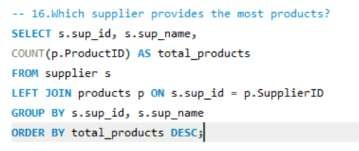 -- 16.Which supplier provides the most products?
SELECT s.sup_id, s.sup_name,
COUNT(p.ProductID) AS total_products
FROM supplier s
LEFT JOIN products p ON s.sup_id = p.SupplierID
GROUP BY s.sup_id, s.sup_name
ORDER BY total_products DESC;